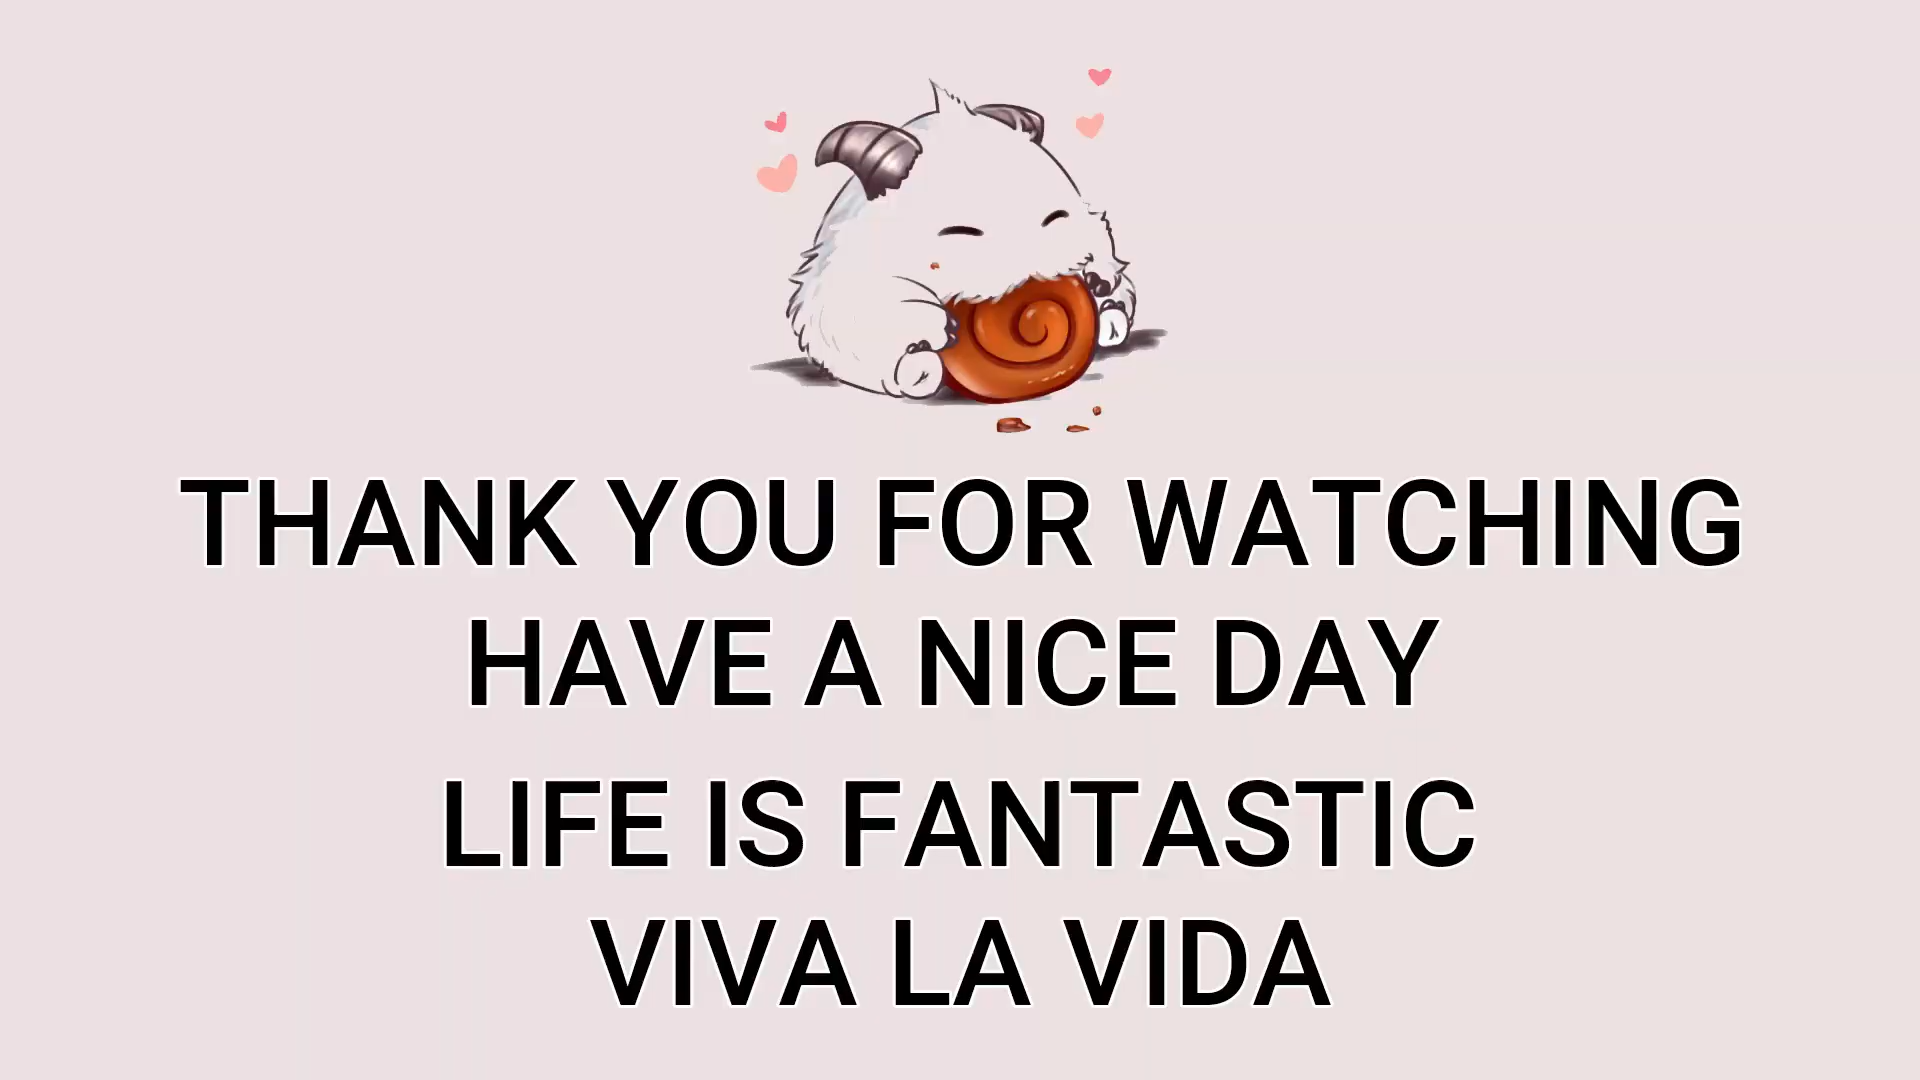 THANK YOU FOR WATCHING
HAVE A NICE DAY
LIFE IS FANTASTIC
VIVA LA VIDA